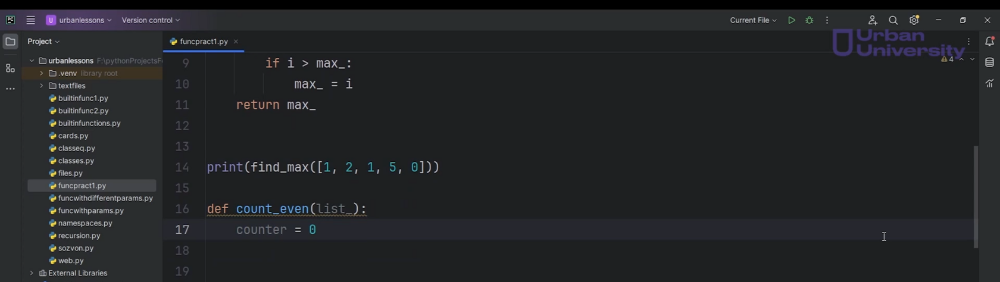 PC
U urbanlessons
Version control
Current File
Project
funcpract1.py
Urban
University
urbanlessons F:\pythonProjectsF
.venv library root
textfiles
builtinfunc1.py
builtinfunc2.py
builtinfunctions.py
cards.py
classeq.py
classes.py
files.py
funcpract1.py
funcwithdifferentparams.py
funcwithparams.py
namespaces.py
recursion.py
sozvon.py
web.py
External Libraries
4
9 if i > max_:
10 max_ = i
11 return max_
12
13
14 print(find_max([1, 2, 1, 5, 0]))
15
16 def count_even(list_):
17 counter = 0
18
19